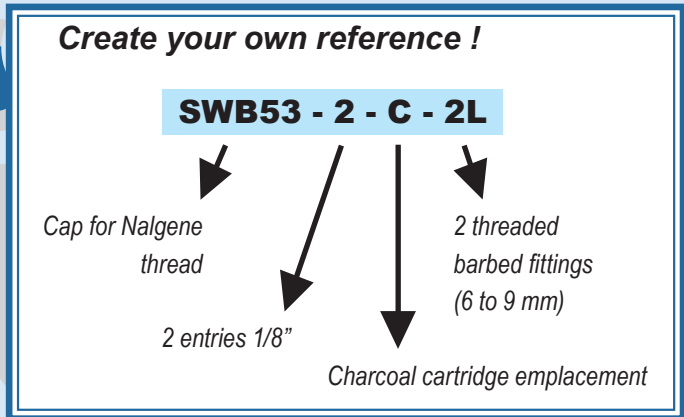 Create your own reference !
SWB53 - 2 - C - 2L
Cap for Nalgene
thread
2 entries 1/8”
Charcoal cartridge emplacement
2 threaded
barbed fittings
(6 to 9 mm)